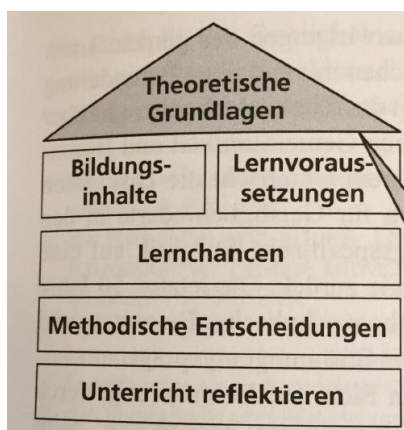 Theoretische
Grundlagen
Bildungs-
inhalte
Lernvoraus-
setzungen
Lernchancen
Methodische Entscheidungen
Unterricht reflektieren